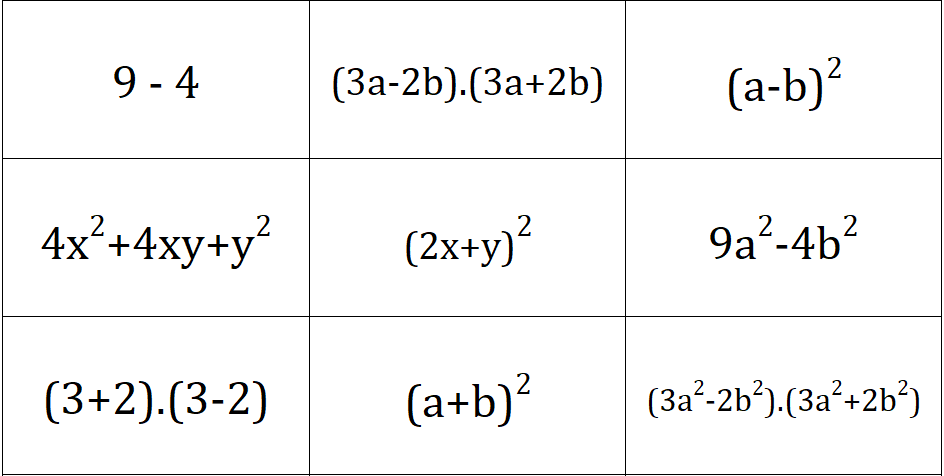 9 - 4
(3a-2b).(3a+2b)
(a-b)²
4x²+4xy+y²
(2x+y)²
9a²-4b²
(3+2).(3-2)
(a+b)²
(3a²-2b²).(3a²+2b²)